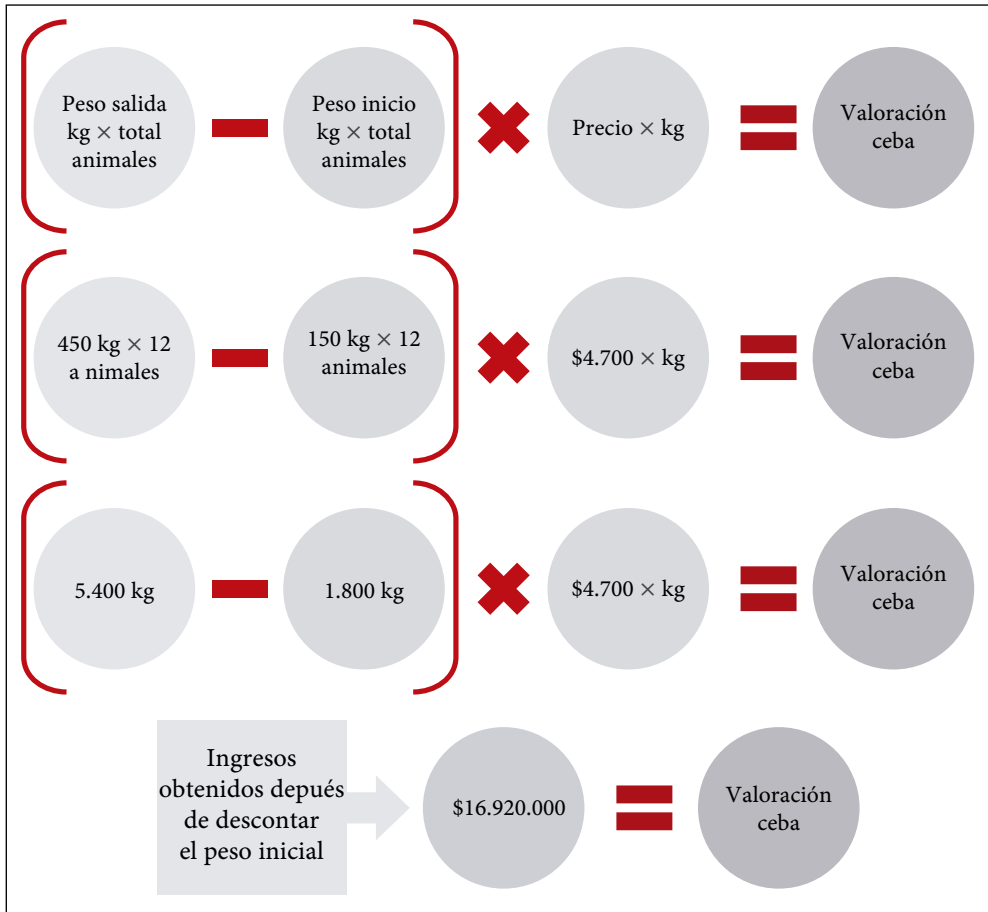 Peso salida
kg × total
animales
Peso inicio
kg × total
animales
Precio × kg
Valoración
ceba
450 kg × 12
a nimales
150 kg × 12
animales
$4.700 × kg
Valoración
ceba
5.400 kg
1.800 kg
$4.700 × kg
Valoración
ceba
Ingresos
obtenidos depués
de descontar
el peso inicial
$16.920.000
Valoración
ceba